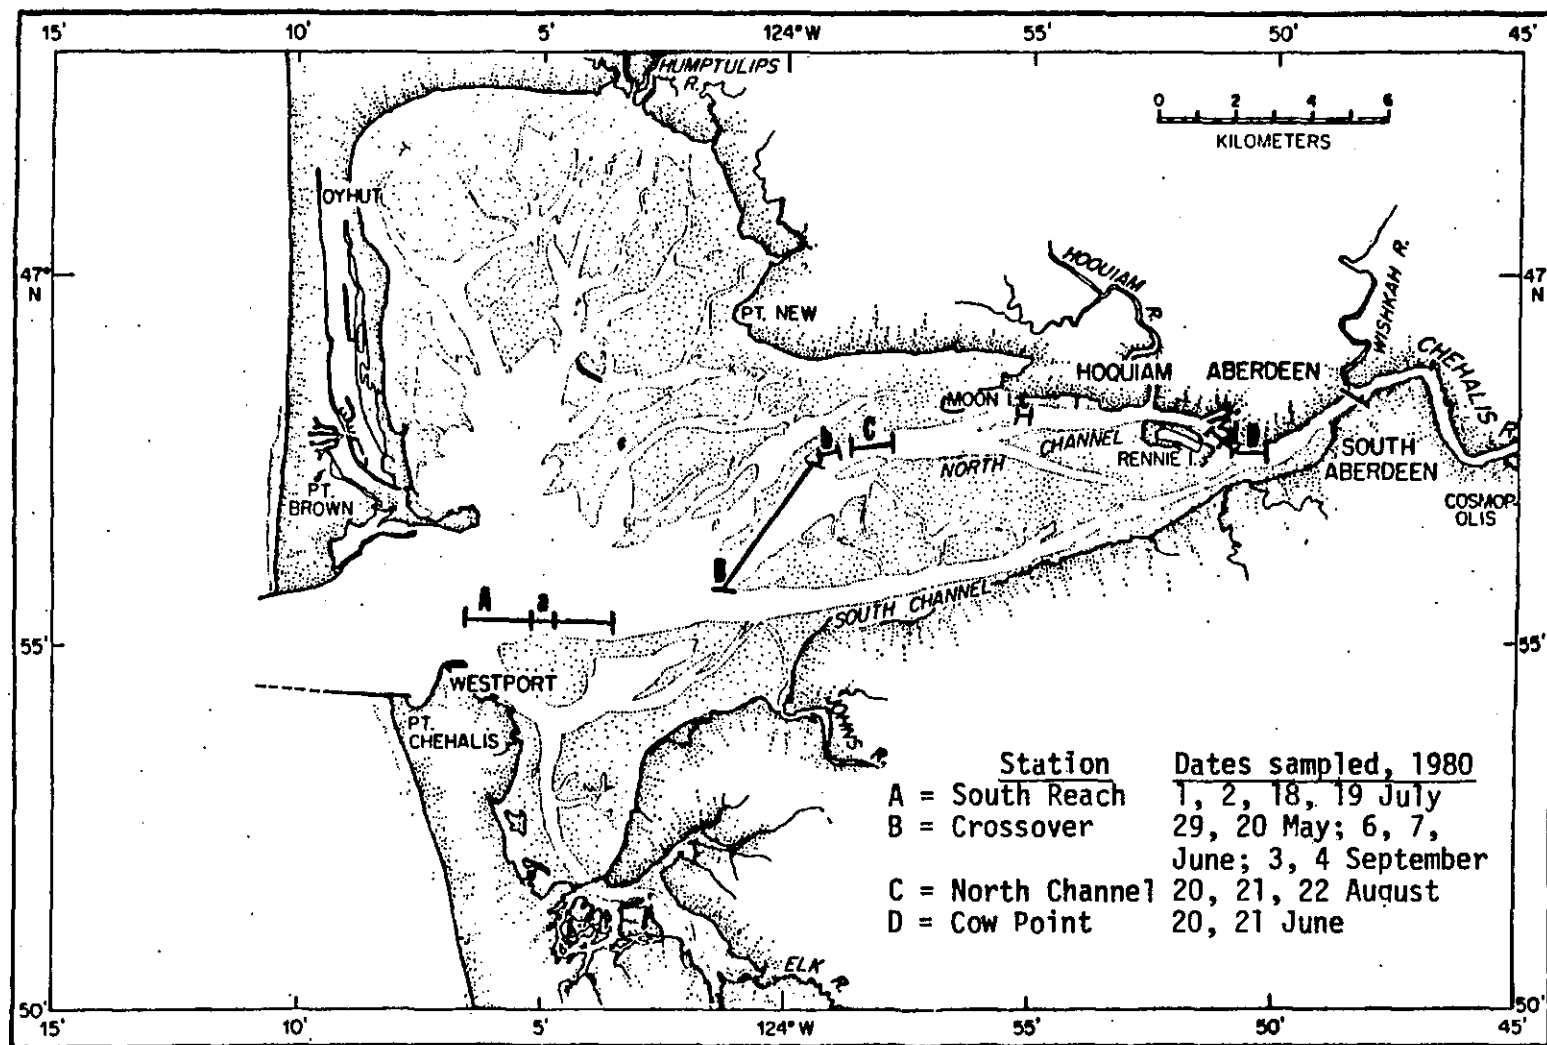 10' 5' 124° W 55' 50' 45'
15'
HUMPTULIPS
R.
0 2 4 6
KILOMETERS
OYHUT
WISHKAH R.
HOQUIAM
R.
47°
N
47
N
PT. NEW
CHEHALIS
R
HOQUIAM ABERDEEN
MOON I.
b C D
CHANNEL
NORTH
RENNIE I.
SOUTH
ABERDEEN
PT.
BROWN
COSMOP
OLIS
B
A a
SOUTH CHANNEL
55'
55'
WESTPORT
PT.
CHEHALIS
JOHNS R.
Station Dates sampled, 1980
A = South Reach 1, 2, 18, 19 July
B = Crossover 29, 20 May; 6, 7,
June; 3, 4 September
C = North Channel 20, 21, 22 August
D = Cow Point 20, 21 June
ELK R.
50'
50'
15' 10' 5' 124° W 55' 50' 45'